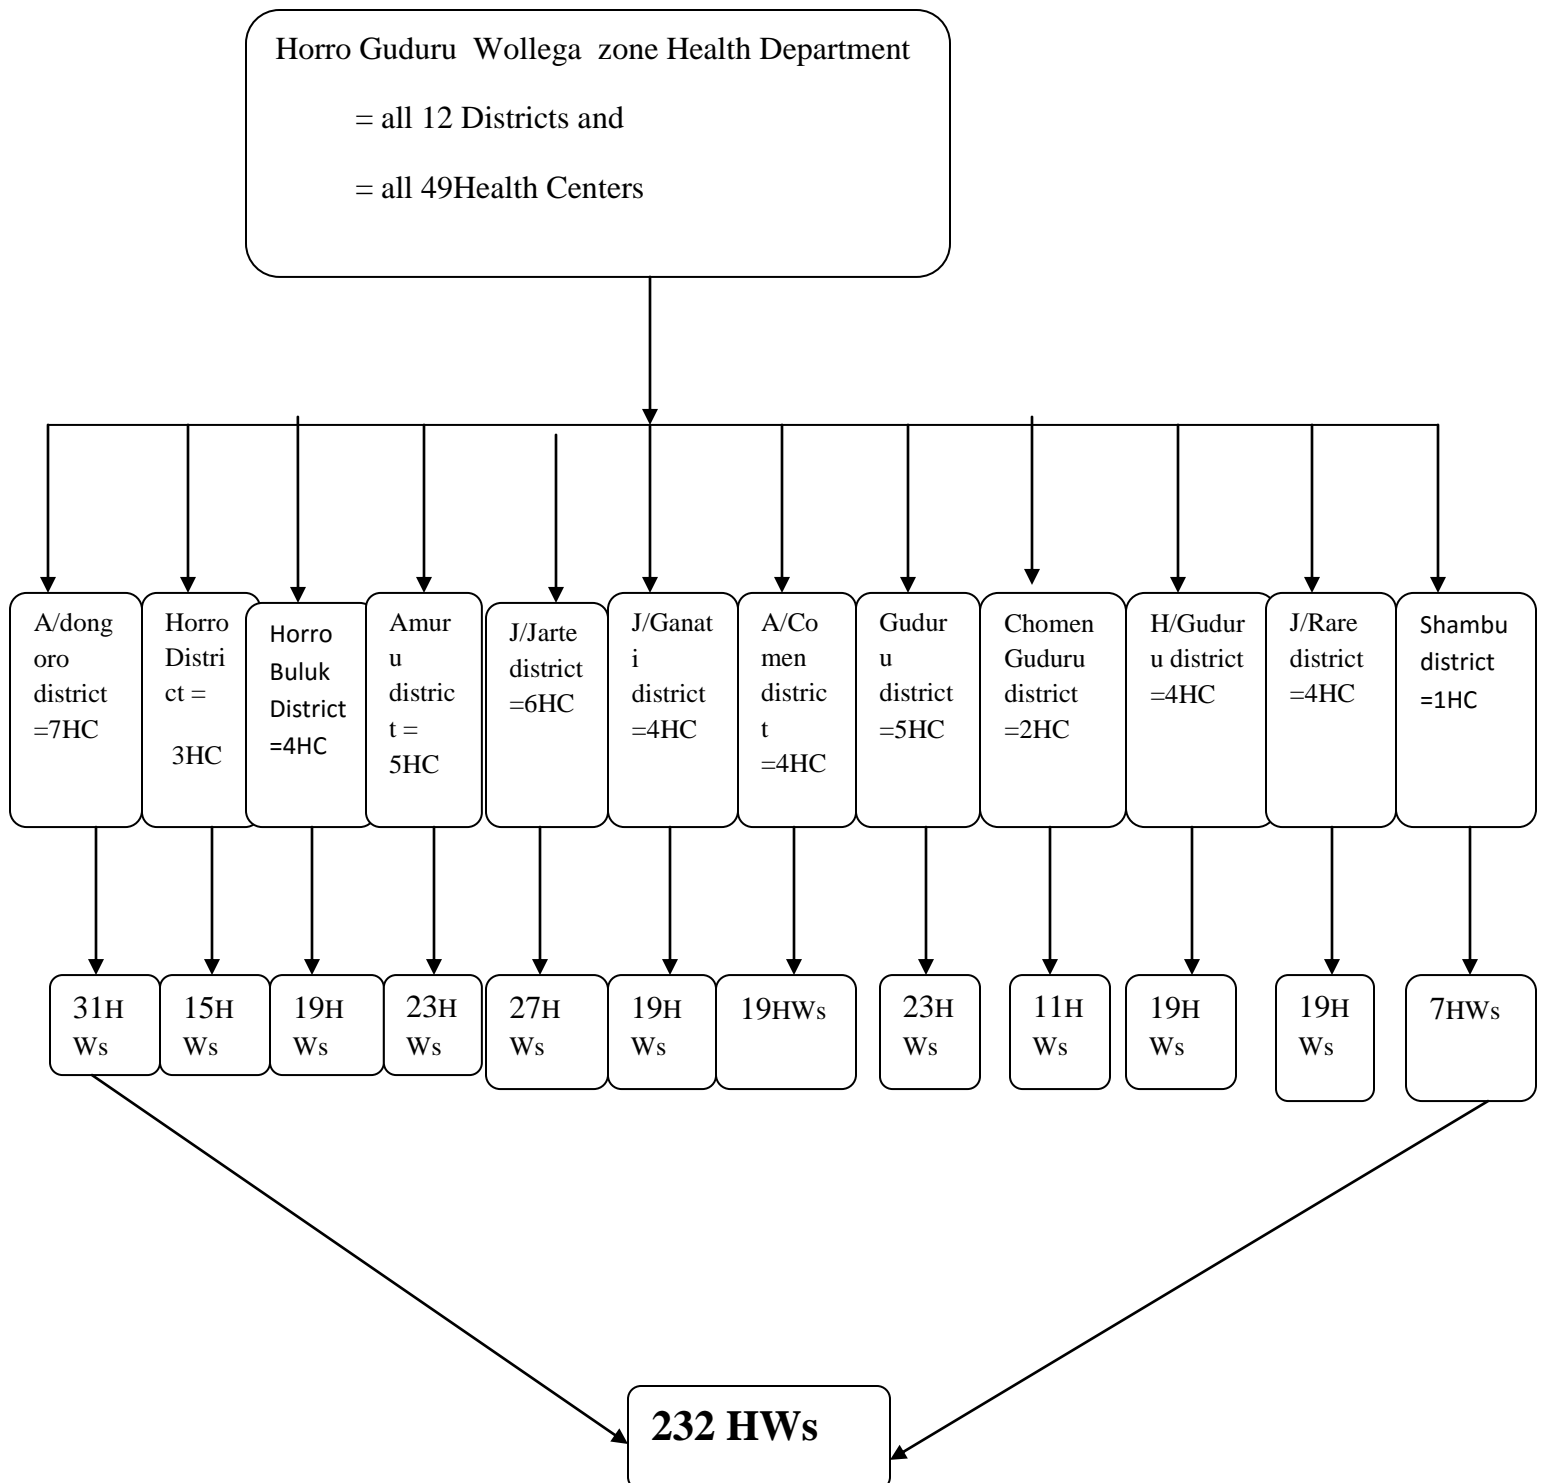 Horro Guduru Wollega zone Health Department
= all 12 Districts and
= all 49Health Centers
A/dong
oro
district
=7HC
Horro
Distri
ct =
3HC
Horro
Buluk
District
=4HC
Amur
u
distric
t =
5HC
J/Jarte
district
=6HC
J/Ganat
i
district
=4HC
A/Co
men
distric
t
=4HC
Gudur
u
district
=5HC
Chomen
Guduru
district
=2HC
H/Gudur
u district
=4HC
J/Rare
district
=4HC
Shambu
district
=1HC
31H
Ws
15H
Ws
19H
Ws
23H
Ws
27H
Ws
19H
Ws
19HWs
23H
Ws
11H
Ws
19H
Ws
19H
Ws
7HWs
232 HWs